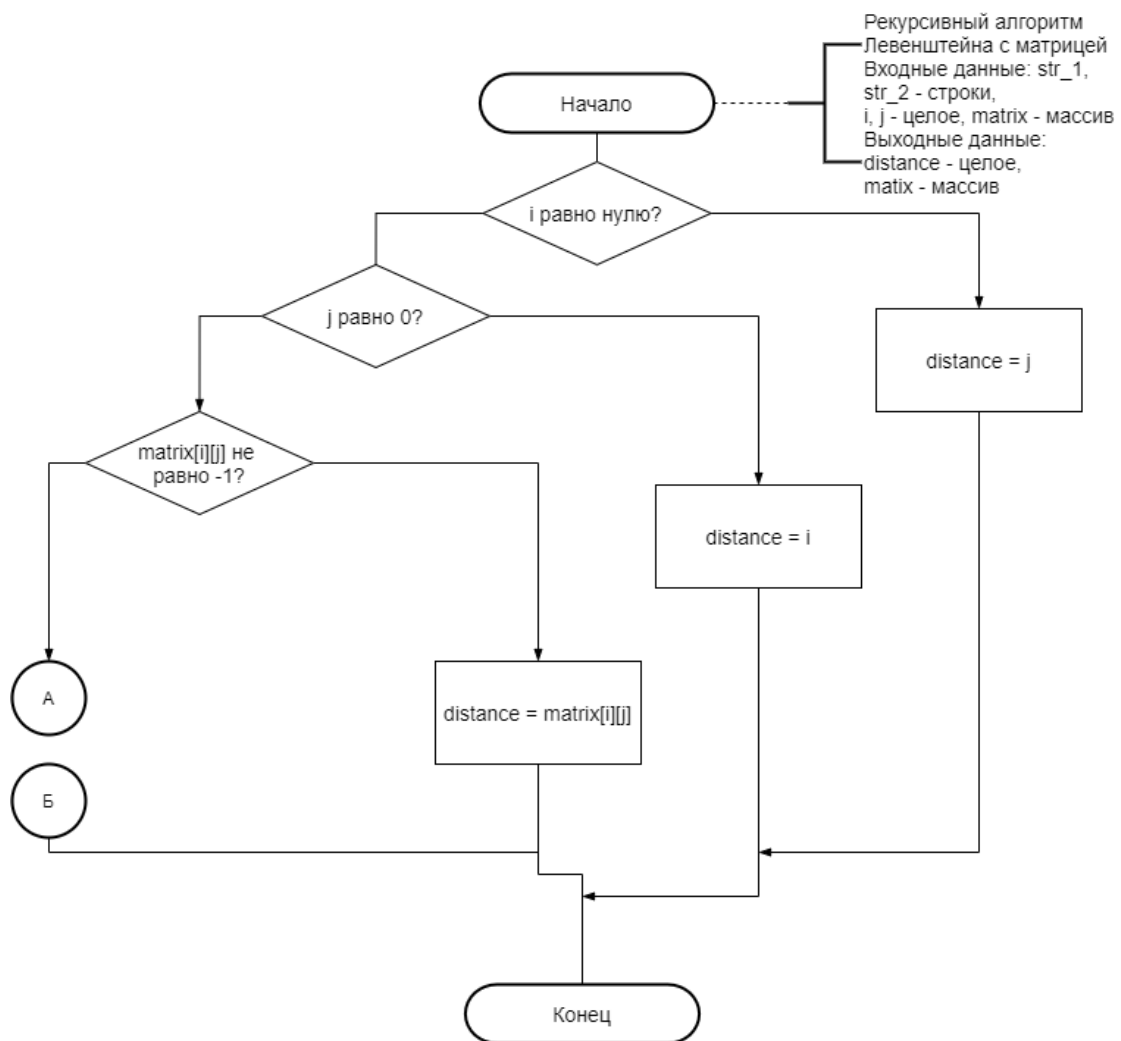 Рекурсивный алгоритм
Левенштейна с матрицей
Входные данные: str_1,
str_2 - строки,
i, j - целое, matrix - массив
Выходные данные:
distance - целое,
matix - массив
Начало
i равно нулю?
j равно 0?
distance = j
matrix[i][j] не
равно -1?
distance = i
А
distance = matrix[i][j]
Б
Конец